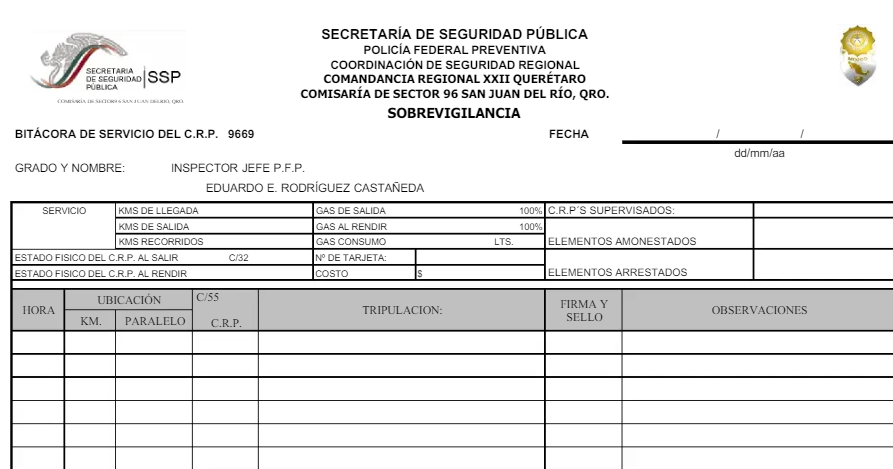 SECRETARÍA DE SEGURIDAD PÚBLICA
POLICÍA FEDERAL PREVENTIVA
COORDINACIÓN DE SEGURIDAD REGIONAL
COMANDANCIA REGIONAL XXII QUERÉTARO
COMISARÍA DE SECTOR 96 SAN JUAN DEL RÍO, QRO.
SOBREVIGILANCIA
SECRETARIA
DE SEGURIDAD
PÚBLICA
SSP
COMISARÍA DE SECTOR96 SAN JUAN DEL RIO, QRO.
BITÁCORA DE SERVICIO DEL C.R.P. 9669
FECHA / /
dd/mm/aa
GRADO Y NOMBRE: INSPECTOR JEFE P.F.P.
EDUARDO E. RODRÍGUEZ CASTAÑEDA
SERVICIO KMS DE LLEGADA GAS DE SALIDA 100% C.R.P´S SUPERVISADOS:
KMS DE SALIDA GAS AL RENDIR 100%
KMS RECORRIDOS GAS CONSUMO LTS. ELEMENTOS AMONESTADOS
ESTADO FISICO DEL C.R.P. AL SALIR C/32 Nº DE TARJETA:
ESTADO FISICO DEL C.R.P. AL RENDIR COSTO $ ELEMENTOS ARRESTADOS
HORA UBICACIÓN C/55 TRIPULACION: FIRMA Y SELLO OBSERVACIONES
KM. PARALELO C.R.P.